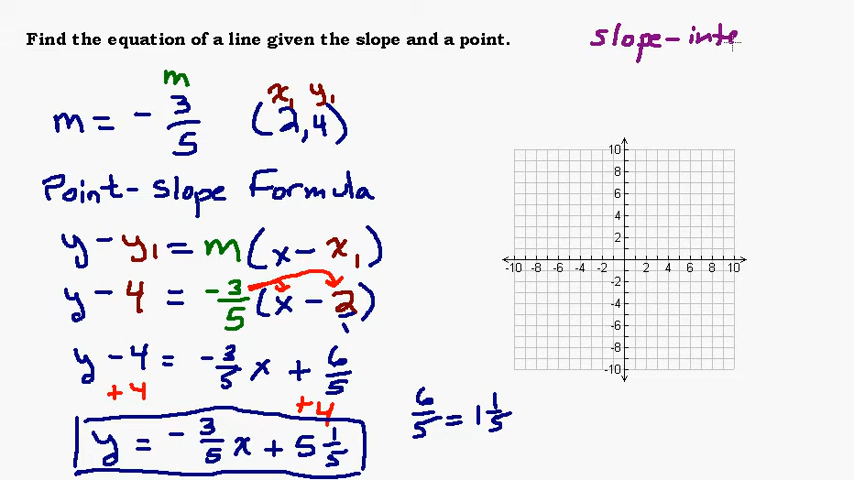 Find the equation of a line given the slope and a point.
slope-inte
m
x₁ y₁
m = -3/5 (2,4)
Point-slope Formula
y - y₁ = m(x - x₁)
y - 4 = -3/5(x - 2)
1
y - 4 = -3/5 x + 6/5
+4 +4
y = -3/5 x + 5 1/5
6/5 = 1 1/5
10
8
6
4
2
-10 -8 -6 -4 -2 2 4 6 8 10
-2
-4
-6
-8
-10